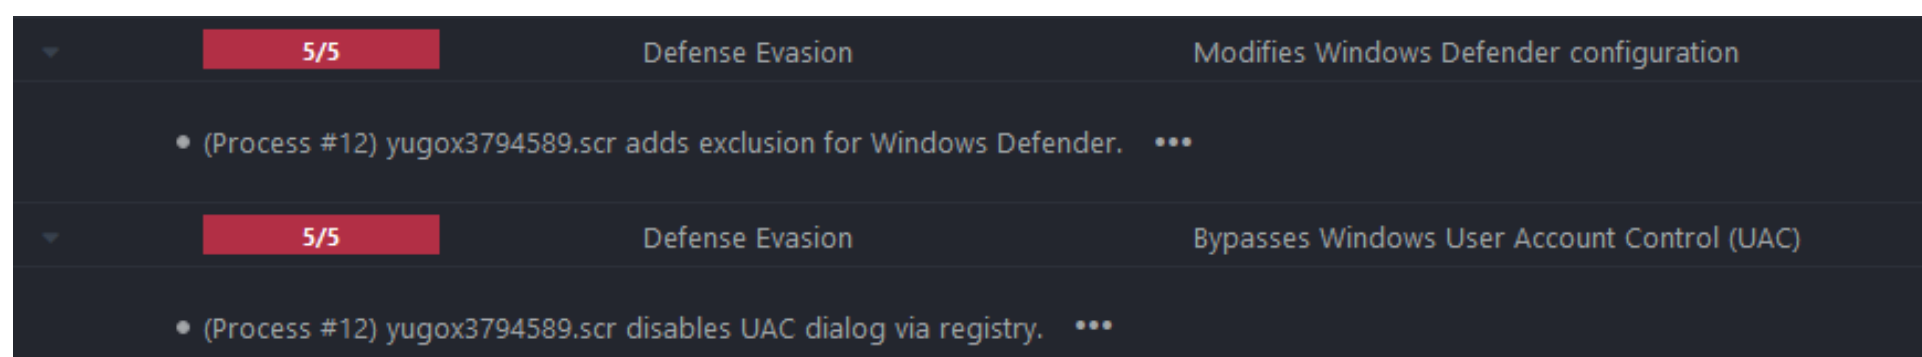 5/5 Defense Evasion Modifies Windows Defender configuration
• (Process #12) yugox3794589.scr adds exclusion for Windows Defender. •••
5/5 Defense Evasion Bypasses Windows User Account Control (UAC)
• (Process #12) yugox3794589.scr disables UAC dialog via registry. •••